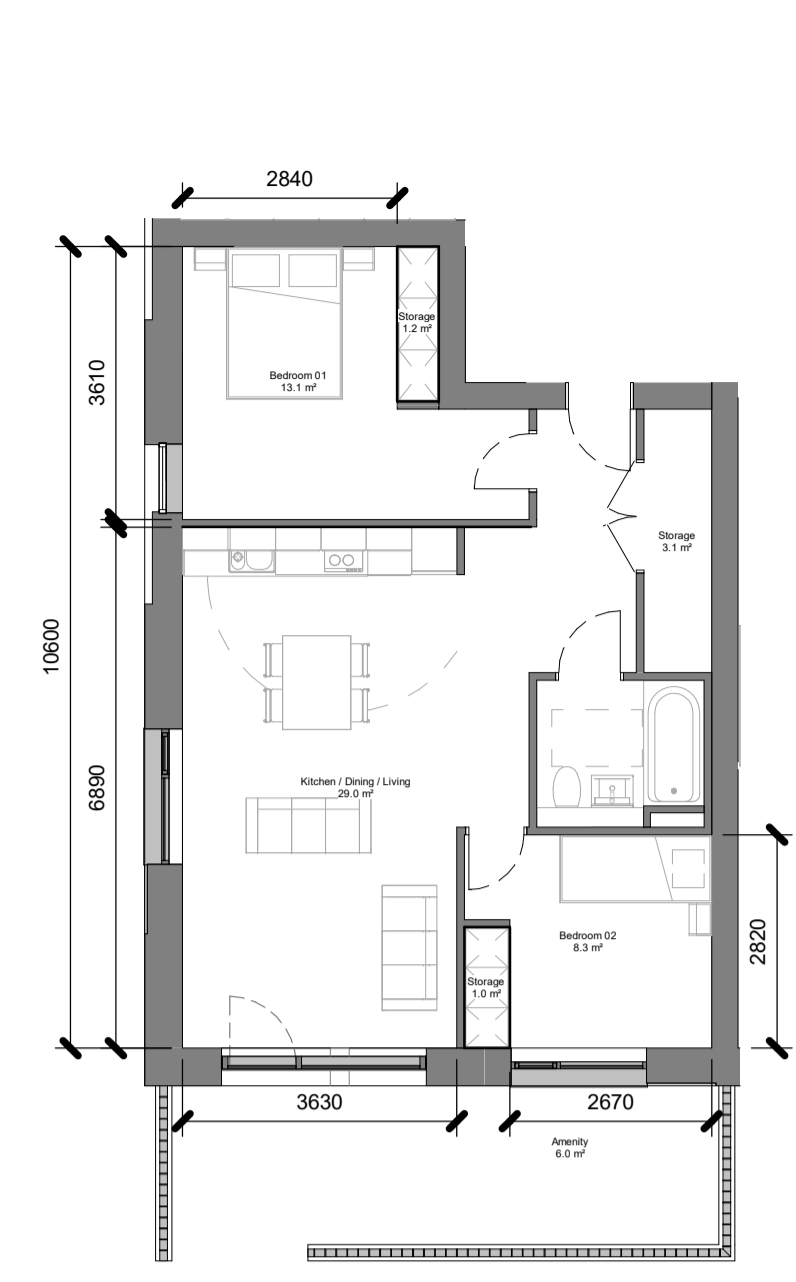 2840
3610
Storage
1.2 m²
Bedroom 01
13.1 m²
Storage
3.1 m²
10600
6890
Kitchen / Dining / Living
29.0 m²
Bedroom 02
8.3 m²
2820
Storage
1.0 m²
3630
2670
Amenity
6.0 m²